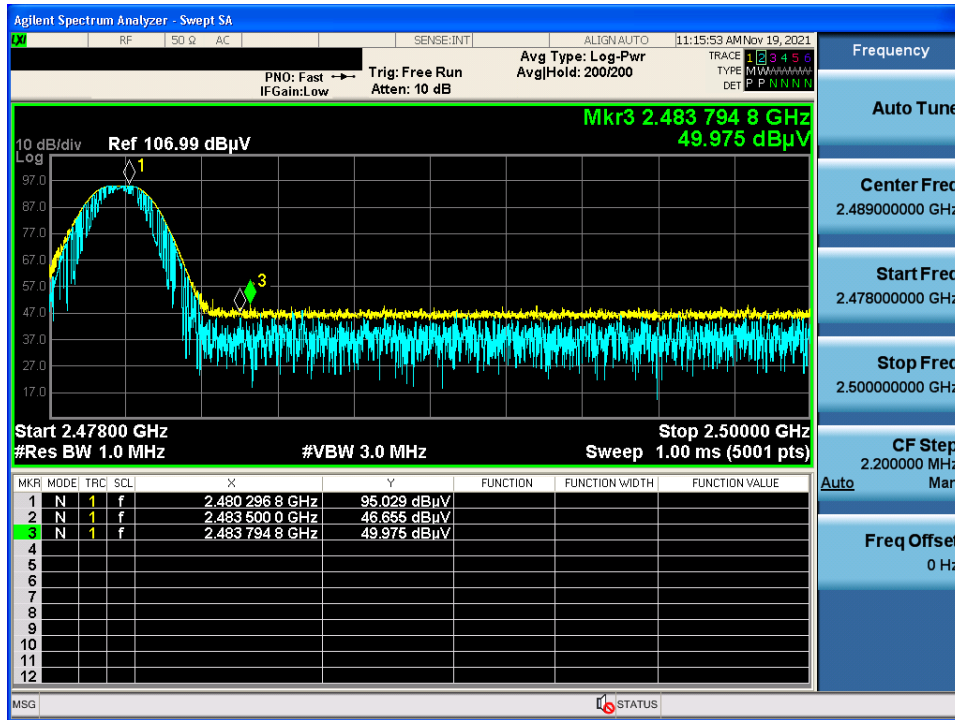 Agilent Spectrum Analyzer - Swept SA
LXI RF 50 Ω AC SENSE:INT ALIGNAUTO 11:15:53 AM Nov 19, 2021
PNO: Fast Trig: Free Run Avg Type: Log-Pwr TRACE 1 2 3 4 5 6
IFGain:Low Atten: 10 dB Avg|Hold: 200/200 TYPE M WWWWWW
DET P P N N N N
Mkr3 2.483 794 8 GHz
49.975 dBµV
10 dB/div Ref 106.99 dBµV
Log
1
97.0
87.0
77.0
67.0
3
57.0
47.0
37.0
27.0
17.0
Start 2.47800 GHz Stop 2.50000 GHz
#Res BW 1.0 MHz #VBW 3.0 MHz Sweep 1.00 ms (5001 pts)
MKR MODE TRC SCL X Y FUNCTION FUNCTION WIDTH FUNCTION VALUE
1 N 1 f 2.480 296 8 GHz 95.029 dBµV
2 N 1 f 2.483 500 0 GHz 46.655 dBµV
3 N 1 f 2.483 794 8 GHz 49.975 dBµV
4
5
6
7
8
9
10
11
12
MSG STATUS
Frequency
Auto Tune
Center Freq
2.489000000 GHz
Start Freq
2.478000000 GHz
Stop Freq
2.500000000 GHz
CF Step
2.200000 MHz
Auto Man
Freq Offset
0 Hz